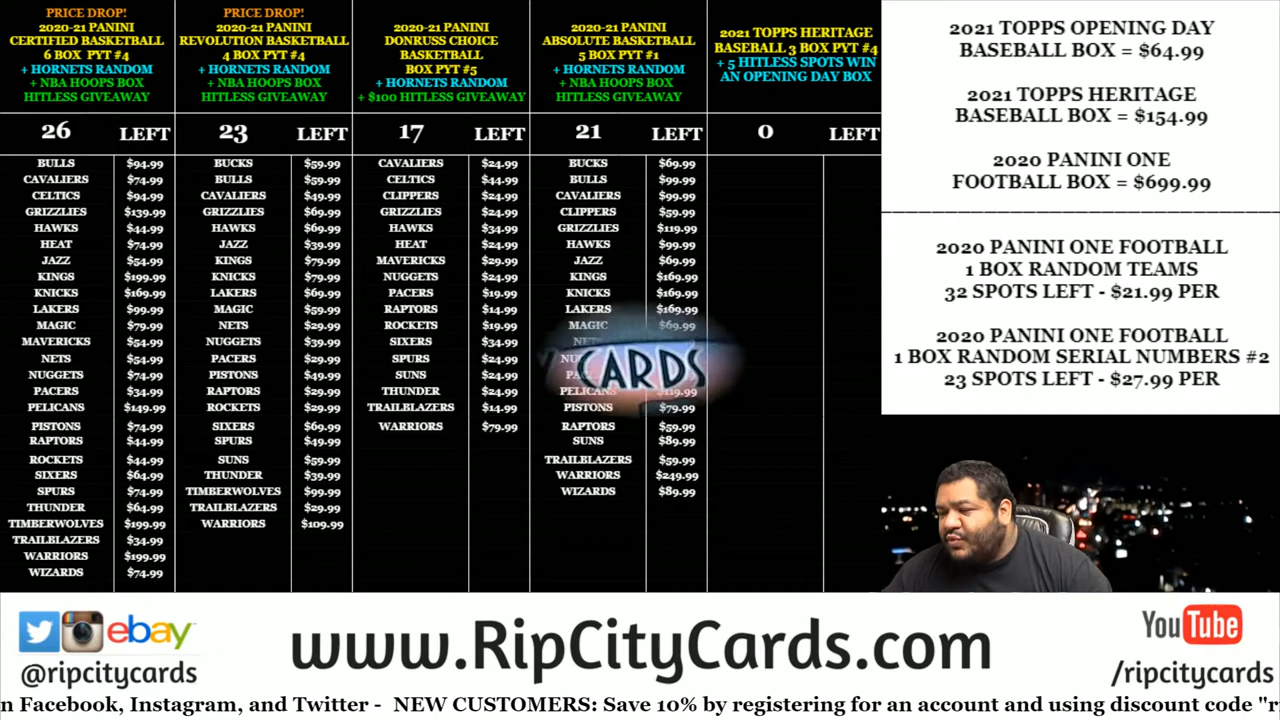 PRICE DROP!
2020-21 PANINI
CERTIFIED BASKETBALL
6 BOX PYT #4
+ HORNETS RANDOM
+ NBA HOOPS BOX
HITLESS GIVEAWAY
26 LEFT
BULLS $94.99
CAVALIERS $74.99
CELTICS $94.99
GRIZZLIES $139.99
HAWKS $44.99
HEAT $74.99
JAZZ $54.99
KINGS $199.99
KNICKS $169.99
LAKERS $99.99
MAGIC $79.99
MAVERICKS $54.99
NETS $54.99
NUGGETS $74.99
PACERS $34.99
PELICANS $149.99
PISTONS $74.99
RAPTORS $44.99
ROCKETS $44.99
SIXERS $64.99
SPURS $74.99
THUNDER $64.99
TIMBERWOLVES $199.99
TRAILBLAZERS $34.99
WARRIORS $199.99
WIZARDS $74.99
PRICE DROP!
2020-21 PANINI
REVOLUTION BASKETBALL
4 BOX PYT #4
+ HORNETS RANDOM
+ NBA HOOPS BOX
HITLESS GIVEAWAY
23 LEFT
BUCKS $59.99
BULLS $59.99
CAVALIERS $49.99
GRIZZLIES $69.99
HAWKS $69.99
JAZZ $39.99
KINGS $79.99
KNICKS $79.99
LAKERS $69.99
MAGIC $59.99
NETS $29.99
NUGGETS $39.99
PACERS $29.99
PISTONS $49.99
RAPTORS $29.99
ROCKETS $29.99
SIXERS $69.99
SPURS $49.99
SUNS $59.99
THUNDER $39.99
TIMBERWOLVES $99.99
TRAILBLAZERS $29.99
WARRIORS $109.99
2020-21 PANINI
DONRUSS CHOICE
BASKETBALL
BOX PYT #5
+ HORNETS RANDOM
+ $100 HITLESS GIVEAWAY
17 LEFT
CAVALIERS $24.99
CELTICS $44.99
CLIPPERS $24.99
GRIZZLIES $24.99
HAWKS $34.99
HEAT $24.99
MAVERICKS $29.99
NUGGETS $24.99
PACERS $19.99
RAPTORS $14.99
ROCKETS $19.99
SIXERS $34.99
SPURS $24.99
SUNS $24.99
THUNDER $24.99
TRAILBLAZERS $14.99
WARRIORS $79.99
2020-21 PANINI
ABSOLUTE BASKETBALL
5 BOX PYT #1
+ HORNETS RANDOM
+ NBA HOOPS BOX
HITLESS GIVEAWAY
21 LEFT
BUCKS $69.99
BULLS $99.99
CAVALIERS $99.99
CLIPPERS $59.99
GRIZZLIES $119.99
HAWKS $99.99
JAZZ $69.99
KINGS $169.99
KNICKS $169.99
LAKERS $169.99
MAGIC $69.99
CARDS
PELICANS $119.99
PISTONS $79.99
RAPTORS $59.99
SUNS $89.99
TRAILBLAZERS $59.99
WARRIORS $249.99
WIZARDS $89.99
2021 TOPPS HERITAGE
BASEBALL 3 BOX PYT #4
+ 5 HITLESS SPOTS WIN
AN OPENING DAY BOX
0 LEFT
2021 TOPPS OPENING DAY
BASEBALL BOX = $64.99
2021 TOPPS HERITAGE
BASEBALL BOX = $154.99
2020 PANINI ONE
FOOTBALL BOX = $699.99
2020 PANINI ONE FOOTBALL
1 BOX RANDOM TEAMS
32 SPOTS LEFT - $21.99 PER
2020 PANINI ONE FOOTBALL
1 BOX RANDOM SERIAL NUMBERS #2
23 SPOTS LEFT - $27.99 PER
ebay
@ripcitycards
www.RipCityCards.com
YouTube
/ripcitycards
n Facebook, Instagram, and Twitter - NEW CUSTOMERS: Save 10% by registering for an account and using discount code "r